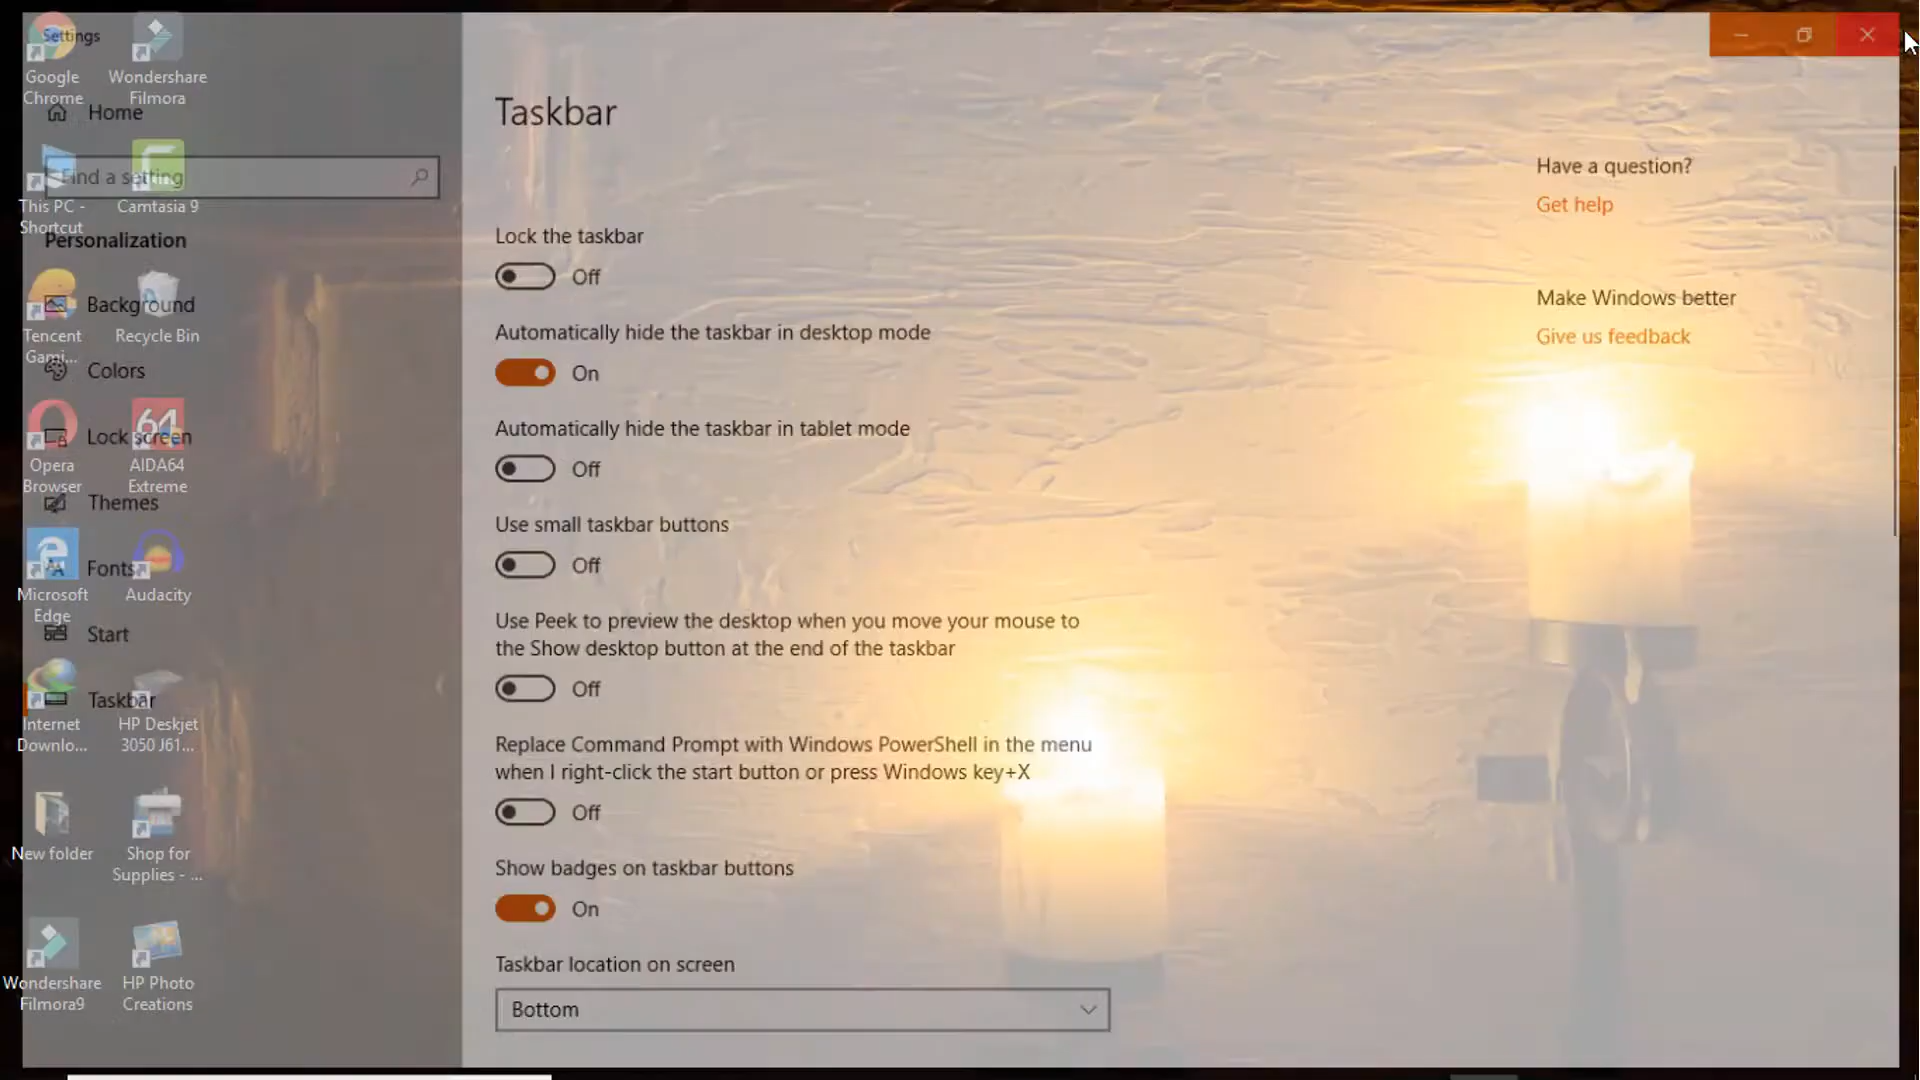 Settings
Home
Find a setting
Personalization
Background
Colors
Lock screen
Themes
Fonts
Start
Taskbar
Google
Chrome
Wondershare
Filmora
This PC -
Shortcut
Camtasia 9
Tencent
Gami...
Recycle Bin
Opera
Browser
64
AIDA64
Extreme
Microsoft
Edge
Audacity
Internet
Downlo...
HP Deskjet
3050 J61...
New folder
Shop for
Supplies - ...
Wondershare
Filmora9
HP Photo
Creations
Taskbar
Lock the taskbar
Off
Automatically hide the taskbar in desktop mode
On
Automatically hide the taskbar in tablet mode
Off
Use small taskbar buttons
Off
Use Peek to preview the desktop when you move your mouse to
the Show desktop button at the end of the taskbar
Off
Replace Command Prompt with Windows PowerShell in the menu
when I right-click the start button or press Windows key+X
Off
Show badges on taskbar buttons
On
Taskbar location on screen
Bottom
Have a question?
Get help
Make Windows better
Give us feedback